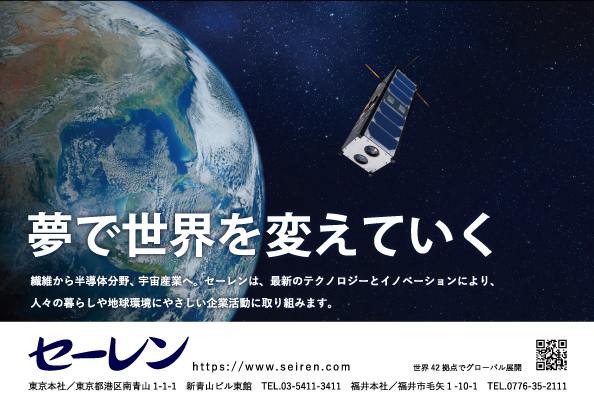 夢で世界を変えていく
繊維から半導体分野、宇宙産業へ。セーレンは、最新のテクノロジーとイノベーションにより、
人々の暮らしや地球環境にやさしい企業活動に取り組みます。
セーレン https://www.seiren.com 世界42拠点でグローバル展開
東京本社／東京都港区南青山1-1-1 新青山ビル東館 TEL.03-5411-3411 福井本社／福井市毛矢1-10-1 TEL.0776-35-2111